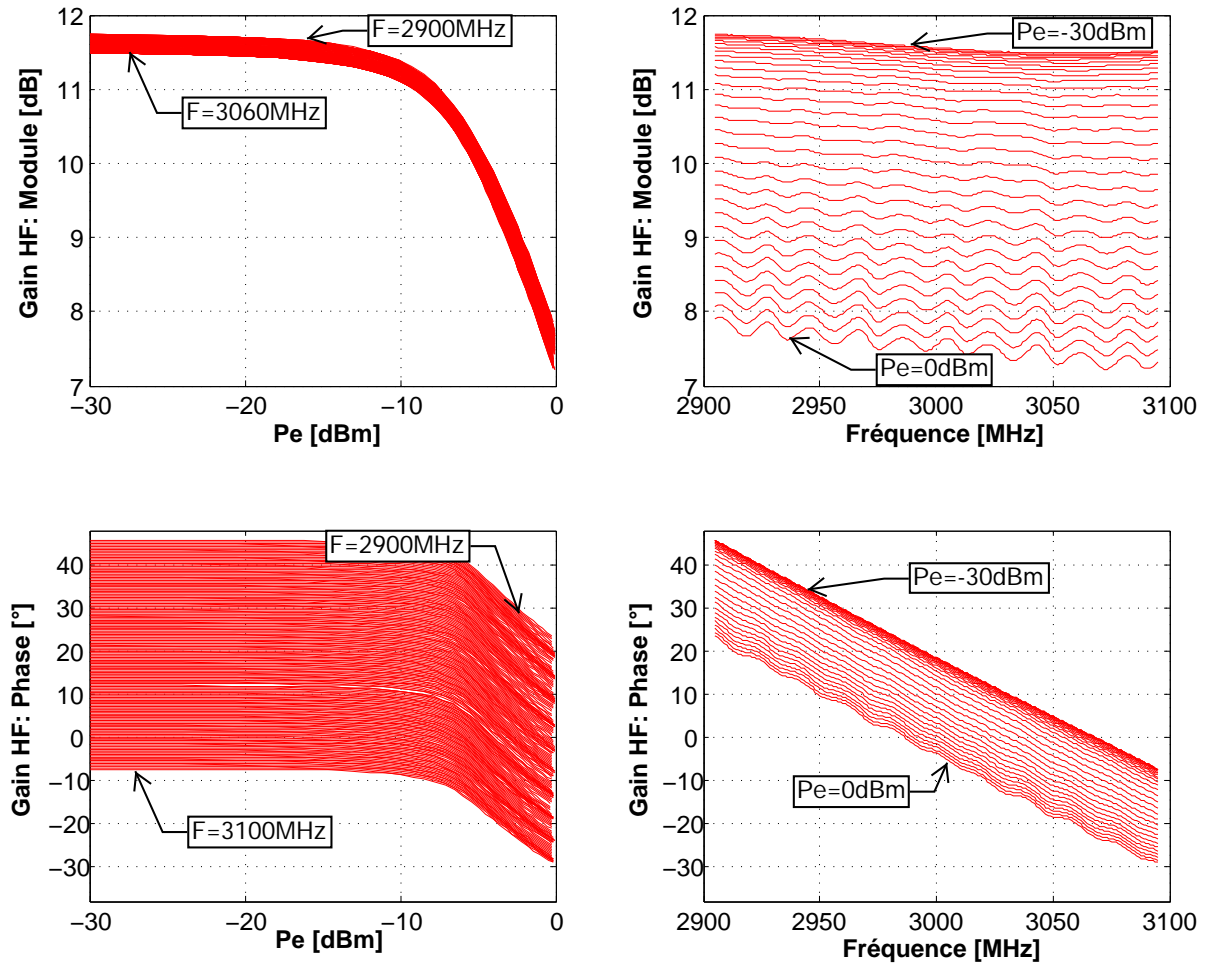 12
11
10
9
8
7
Gain HF: Module [dB]
F=2900MHz
F=3060MHz
−30
−20
−10
0
Pe [dBm]
12
11
10
9
8
7
Gain HF: Module [dB]
Pe=-30dBm
Pe=0dBm
2900
2950
3000
3050
3100
Fréquence [MHz]
40
30
20
10
0
−10
−20
−30
Gain HF: Phase [°]
F=2900MHz
F=3100MHz
−30
−20
−10
0
Pe [dBm]
40
30
20
10
0
−10
−20
−30
Gain HF: Phase [°]
Pe=-30dBm
Pe=0dBm
2900
2950
3000
3050
3100
Fréquence [MHz]